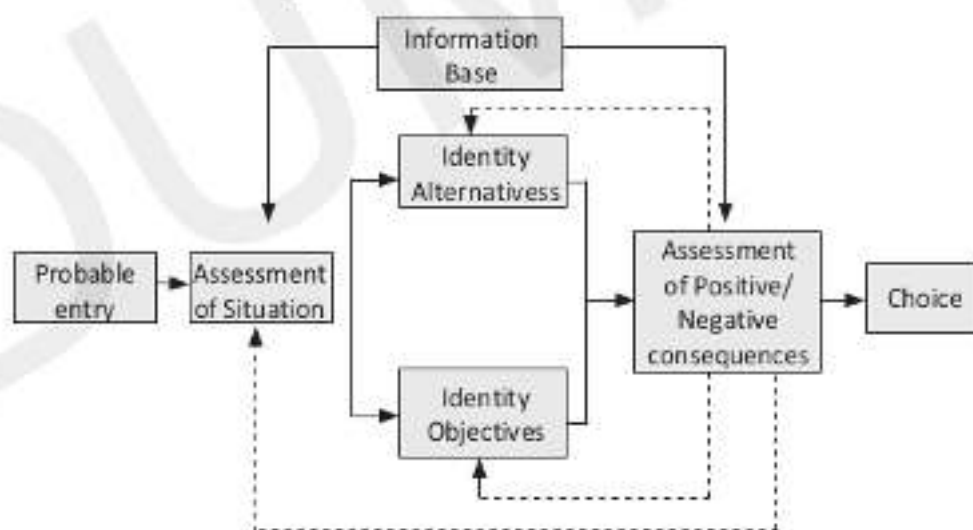 Information
Base
Identity
Alternativess
Probable
entry
Assessment
of Situation
Assessment
of Positive/
Negative
consequences
Choice
Identity
Objectives